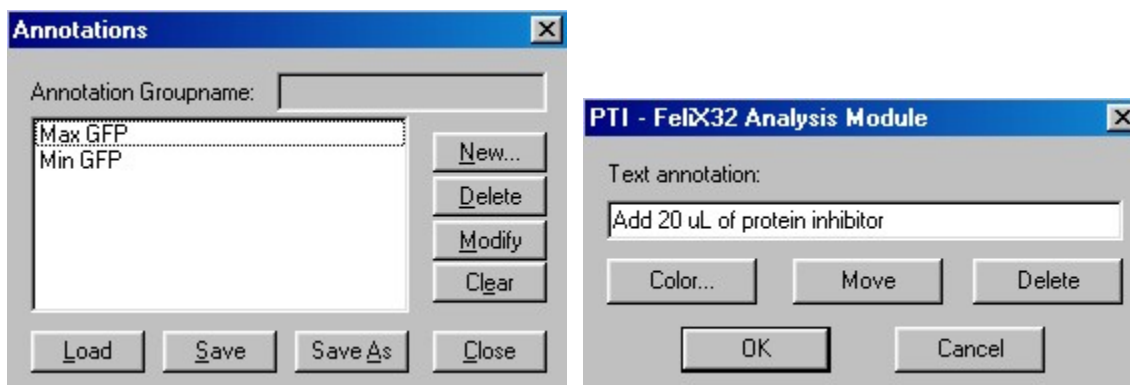 Annotations
Annotation Groupname:
Max GFP
Min GFP
New...
Delete
Modify
Clear
Load Save Save As Close
PTI - FeliX32 Analysis Module
Text annotation:
Add 20 uL of protein inhibitor
Color... Move Delete
OK Cancel